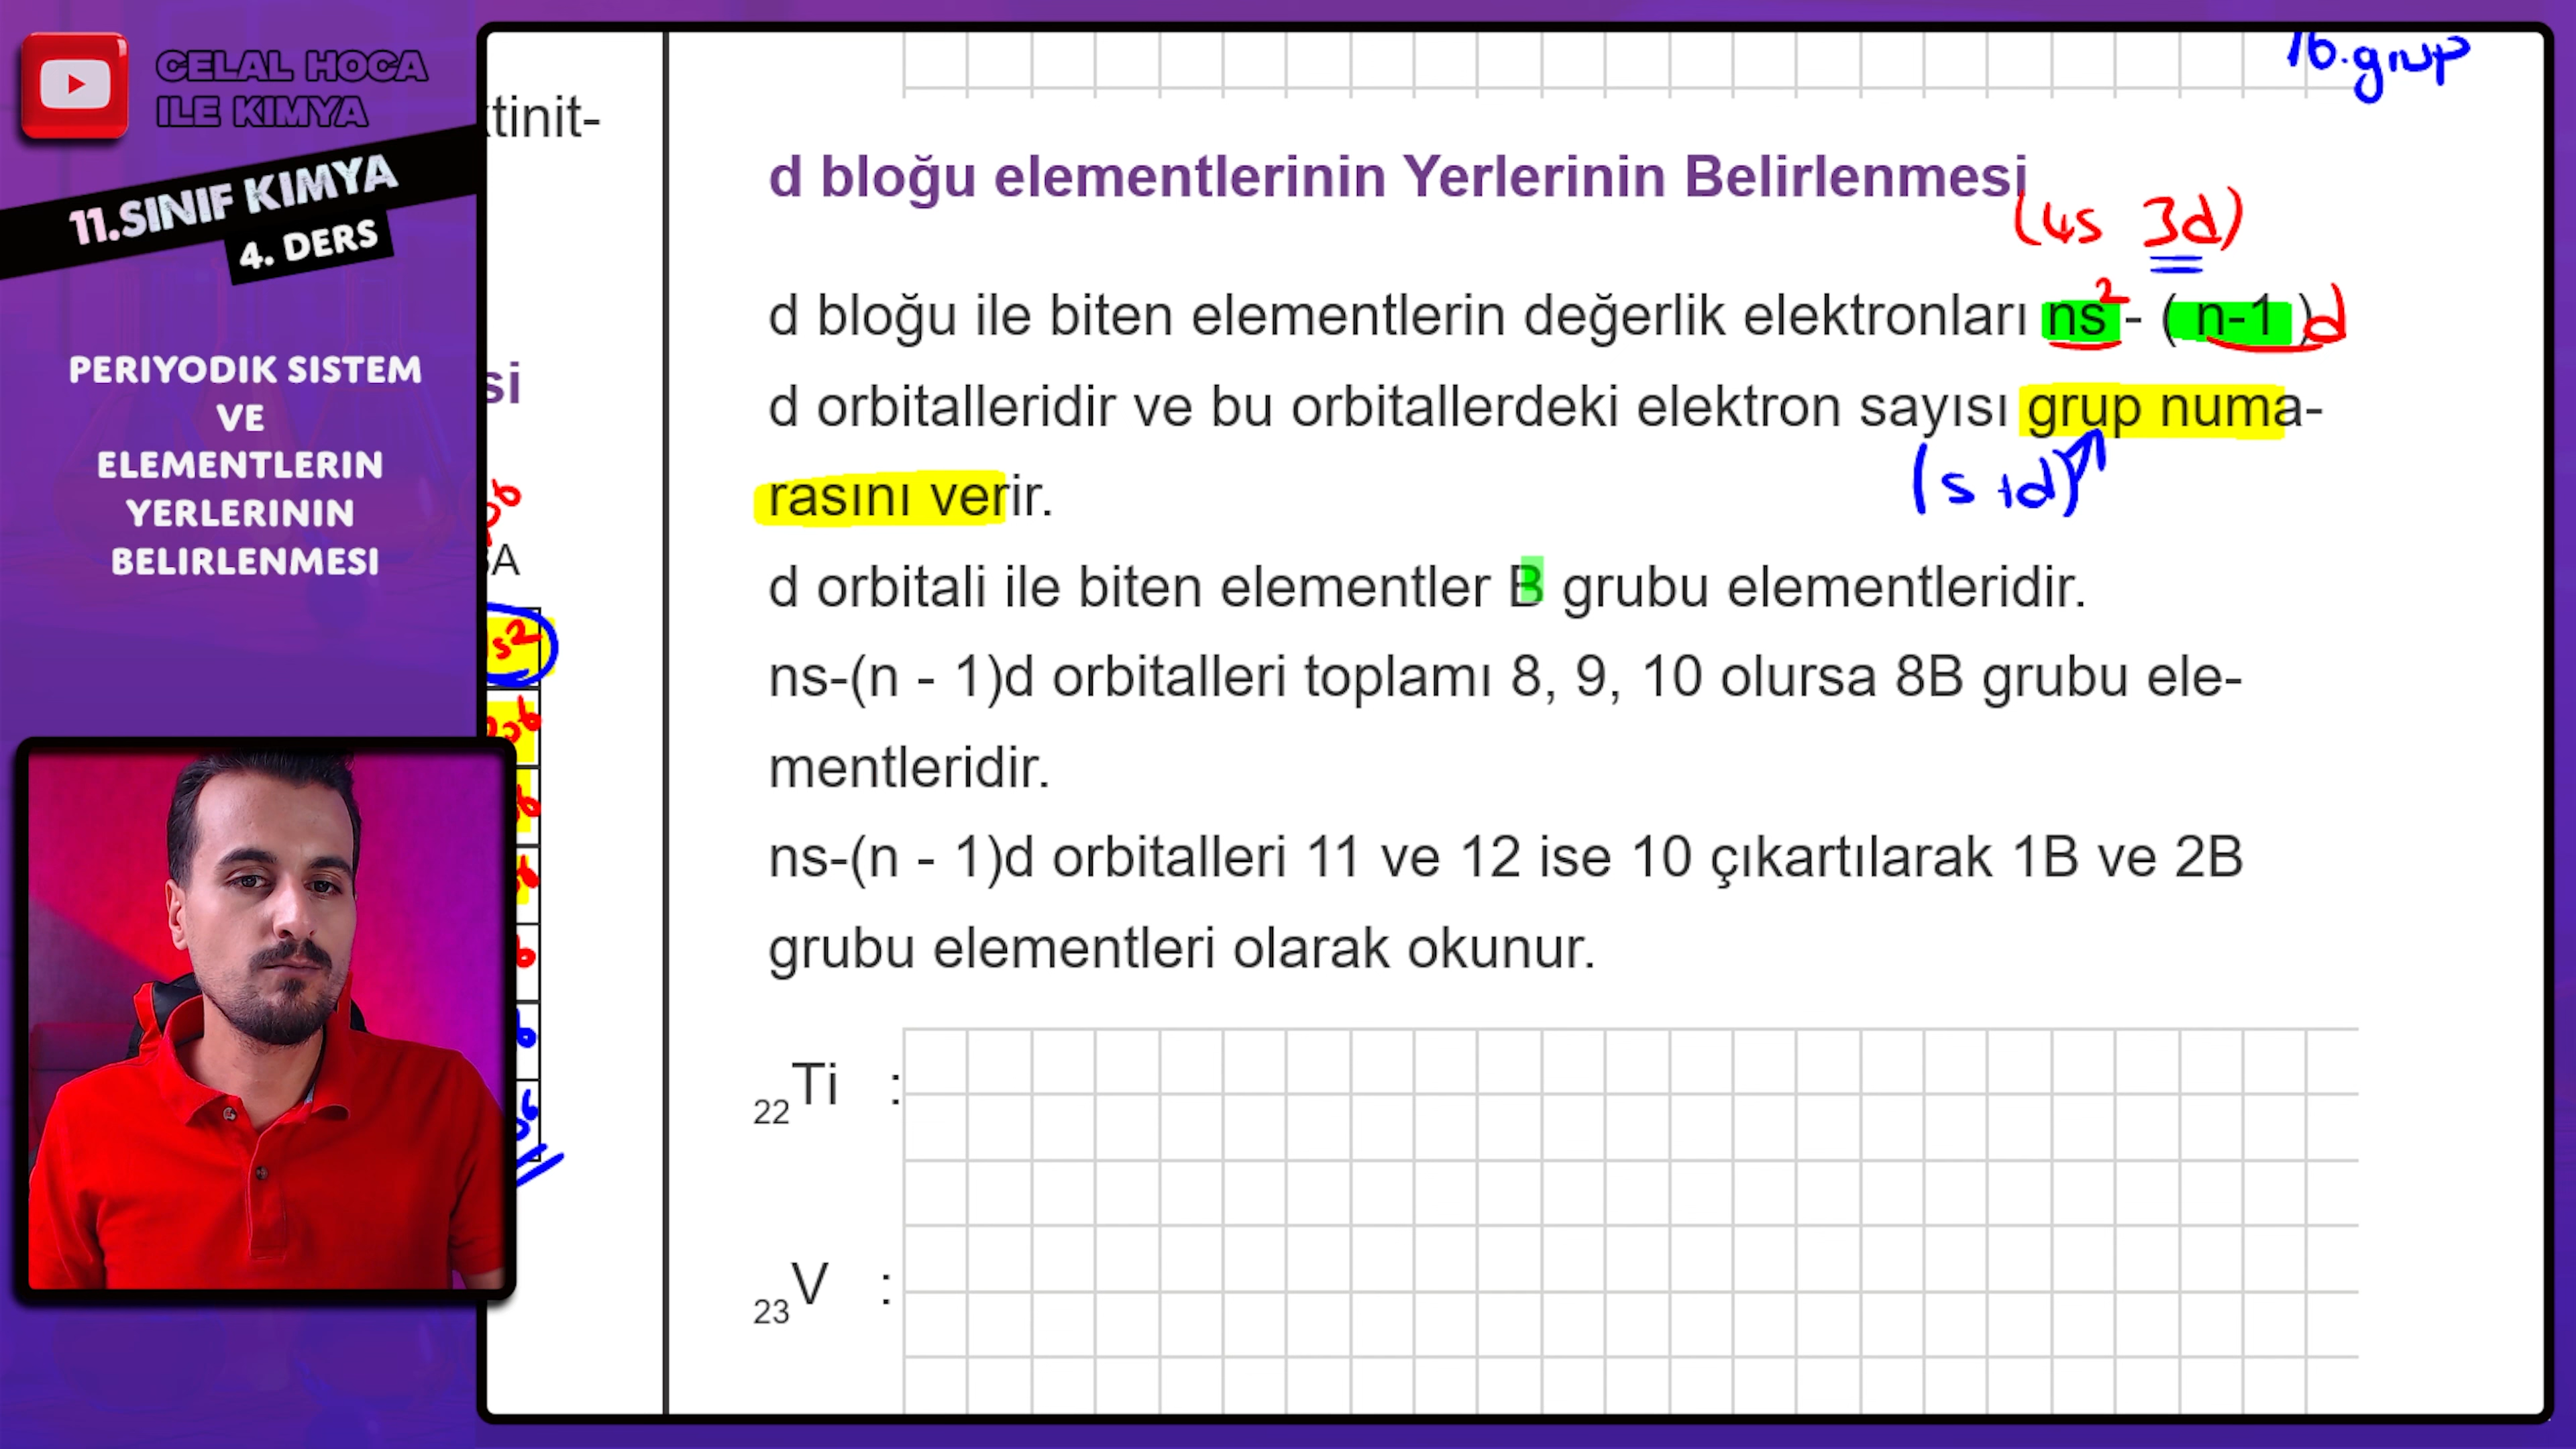 CELAL HOCA
ILE KIMYA
11.SINIF KIMYA
4. DERS
PERIYODIK SISTEM
VE
ELEMENTLERIN
YERLERININ
BELIRLENMESI
tinit-
si
A
s2
16.grup
d bloğu elementlerinin Yerlerinin Belirlenmesi
(4s 3d)
d bloğu ile biten elementlerin değerlik elektronları ns2 - ( n-1 )d
d orbitalleridir ve bu orbitallerdeki elektron sayısı grup numa-
rasını verir.
(s+d)
d orbitali ile biten elementler B grubu elementleridir.
ns-(n - 1)d orbitalleri toplamı 8, 9, 10 olursa 8B grubu ele-
mentleridir.
ns-(n - 1)d orbitalleri 11 ve 12 ise 10 çıkartılarak 1B ve 2B
grubu elementleri olarak okunur.
22Ti :
23V :